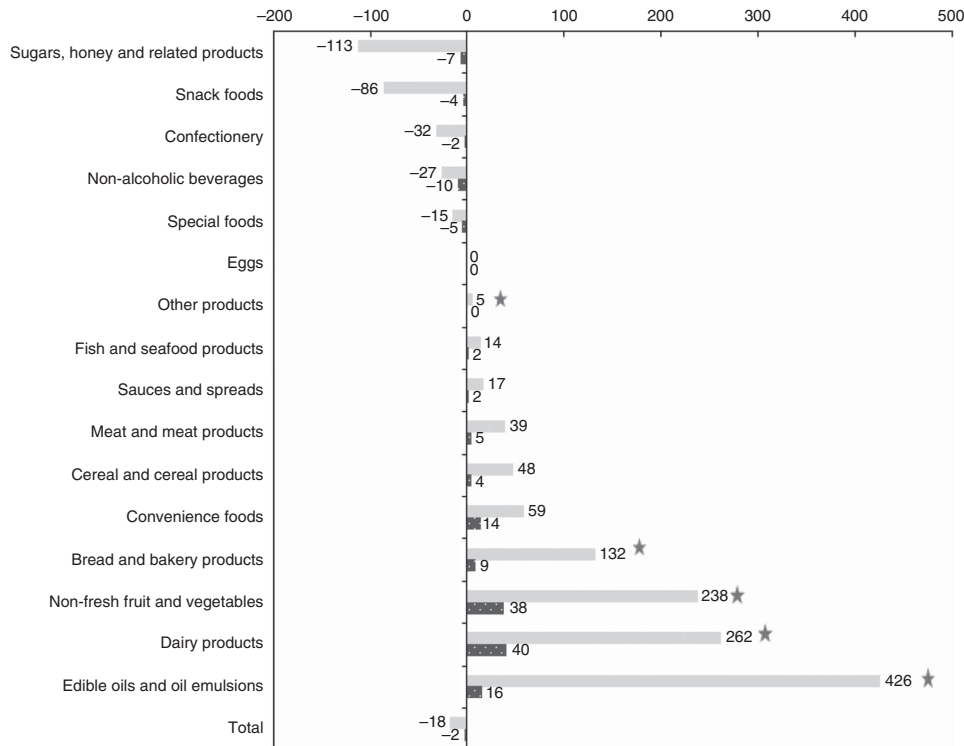 −200 −100 0 100 200 300 400 500
Sugars, honey and related products −113
−7
Snack foods −86
−4
Confectionery −32
−2
Non-alcoholic beverages −27
−10
Special foods −15
−5
Eggs 0
0
Other products 5
0
Fish and seafood products 14
2
Sauces and spreads 17
2
Meat and meat products 39
5
Cereal and cereal products 48
4
Convenience foods 59
14
Bread and bakery products 132
9
Non-fresh fruit and vegetables 238
38
Dairy products 262
40
Edible oils and oil emulsions 426
16
Total −18
−2